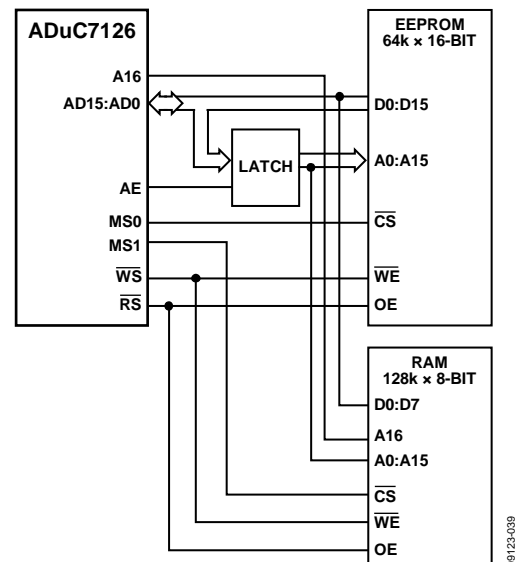 ADuC7126
A16
AD15:AD0
AE
MS0
MS1
WS
RS
LATCH
EEPROM
64k × 16-BIT
D0:D15
A0:A15
CS
WE
OE
RAM
128k × 8-BIT
D0:D7
A16
A0:A15
CS
WE
OE
09123-039